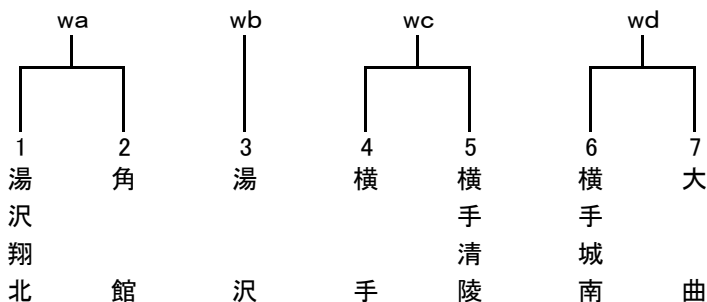 wa wb wc wd
1 2 3 4 5 6 7
湯沢翔北
角館
湯沢
横手
横手清陵
横手城南
大曲